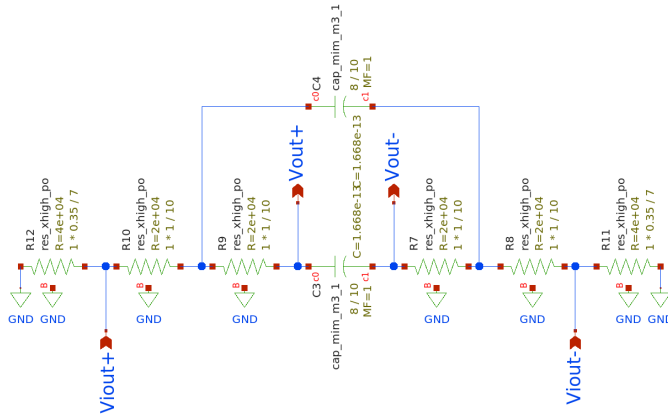 cap_mim_m3_1
8 / 10
MF=1
C4
c0
c1
C=1.668e-13
Vout+
Vout-
C=1.668e-13
R12
res_xhigh_po
R=4e+04
1 * 0.35 / 7
R10
res_xhigh_po
R=2e+04
1 * 1 / 10
R9
res_xhigh_po
R=2e+04
1 * 1 / 10
C3
c0
c1
cap_mim_m3_1
8 / 10
MF=1
R7
res_xhigh_po
R=2e+04
1 * 1 / 10
R8
res_xhigh_po
R=2e+04
1 * 1 / 10
R11
res_xhigh_po
R=4e+04
1 * 0.35 / 7
B
B
B
B
B
B
GND
GND
GND
GND
GND
GND
GND
GND
Viout+
Viout-